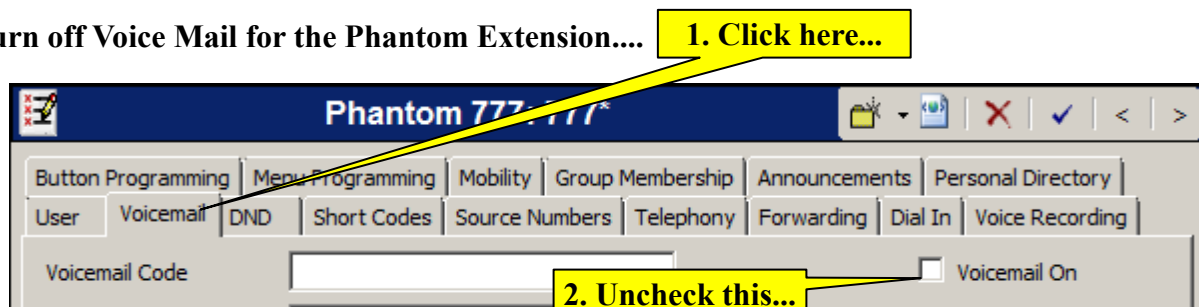 urn off Voice Mail for the Phantom Extension....
1. Click here...
Phantom 777: 777*
Button Programming Menu Programming Mobility Group Membership Announcements Personal Directory
User Voicemail DND Short Codes Source Numbers Telephony Forwarding Dial In Voice Recording
Voicemail Code
Voicemail On
2. Uncheck this...